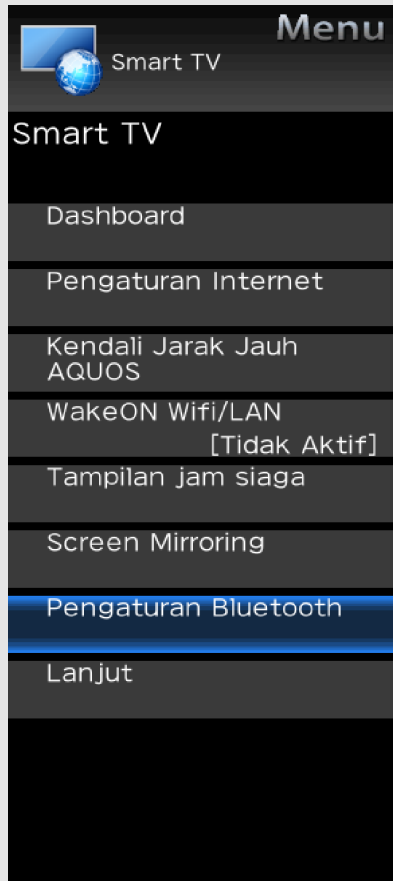 Menu
Smart TV
Smart TV
Dashboard
Pengaturan Internet
Kendali Jarak Jauh
AQUOS
WakeON Wifi/LAN
[Tidak Aktif]
Tampilan jam siaga
Screen Mirroring
Pengaturan Bluetooth
Lanjut